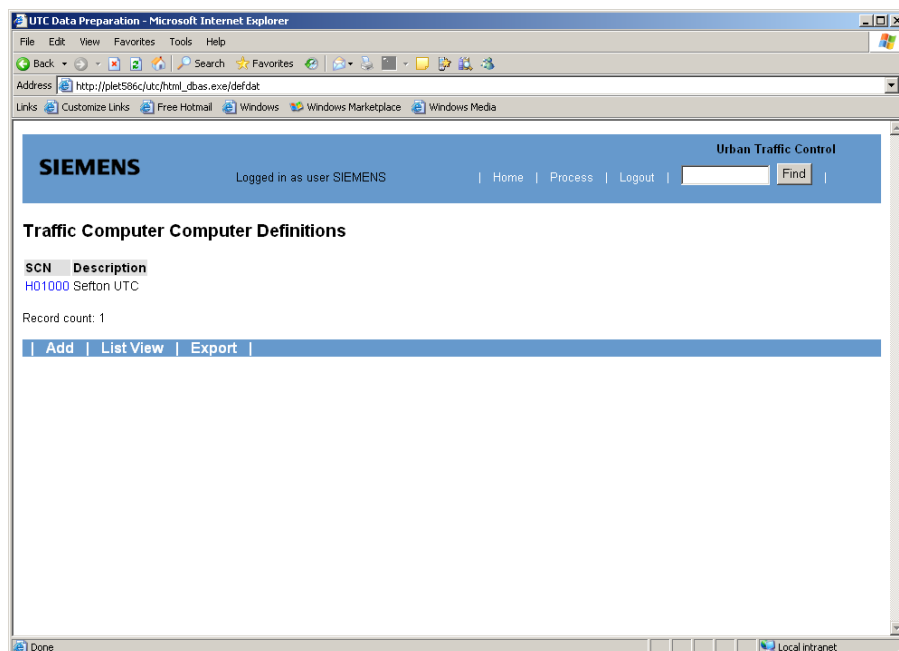 UTC Data Preparation - Microsoft Internet Explorer
File Edit View Favorites Tools Help
Back Search Favorites
Address http://plet586c/utc/html_dbas.exe/defdat
Links Customize Links Free Hotmail Windows Windows Marketplace Windows Media
Urban Traffic Control
SIEMENS Logged in as user SIEMENS | Home | Process | Logout | Find |
Traffic Computer Computer Definitions
SCN Description
H01000 Sefton UTC
Record count: 1
| Add | List View | Export |
Done Local intranet